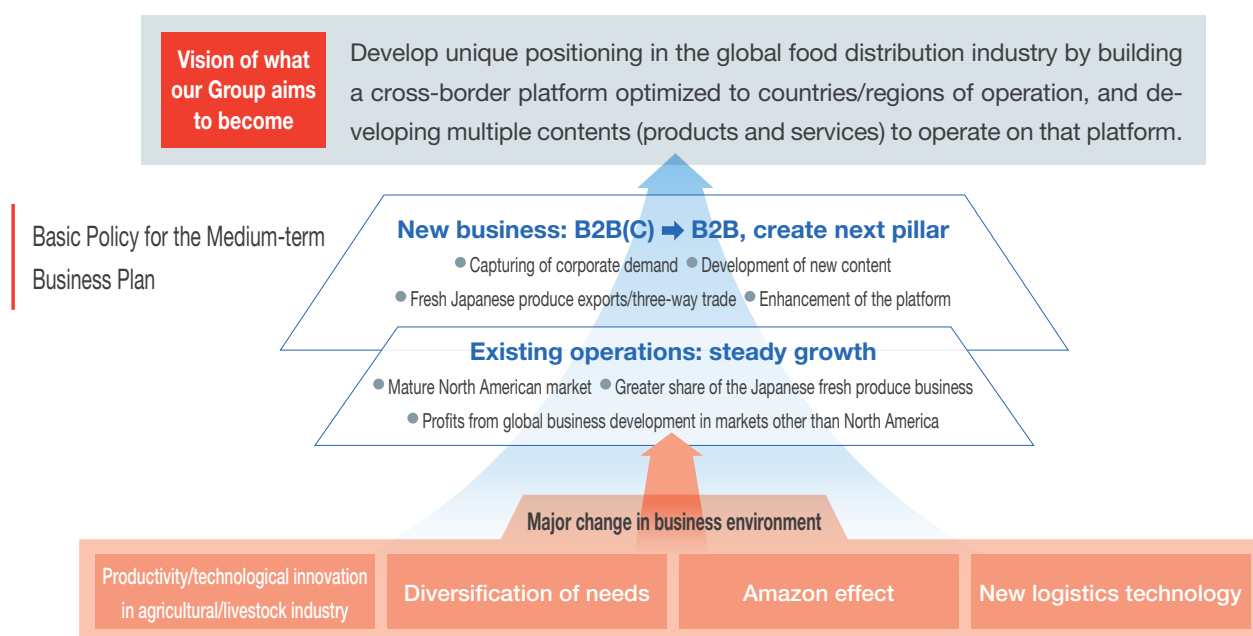 Vision of what
our Group aims
to become
Develop unique positioning in the global food distribution industry by building
a cross-border platform optimized to countries/regions of operation, and de-
veloping multiple contents (products and services) to operate on that platform.
Basic Policy for the Medium-term
Business Plan
New business: B2B(C) ➡ B2B, create next pillar
● Capturing of corporate demand ● Development of new content
● Fresh Japanese produce exports/three-way trade ● Enhancement of the platform
Existing operations: steady growth
● Mature North American market ● Greater share of the Japanese fresh produce business
● Profits from global business development in markets other than North America
Major change in business environment
Productivity/technological innovation
in agricultural/livestock industry
Diversification of needs
Amazon effect
New logistics technology